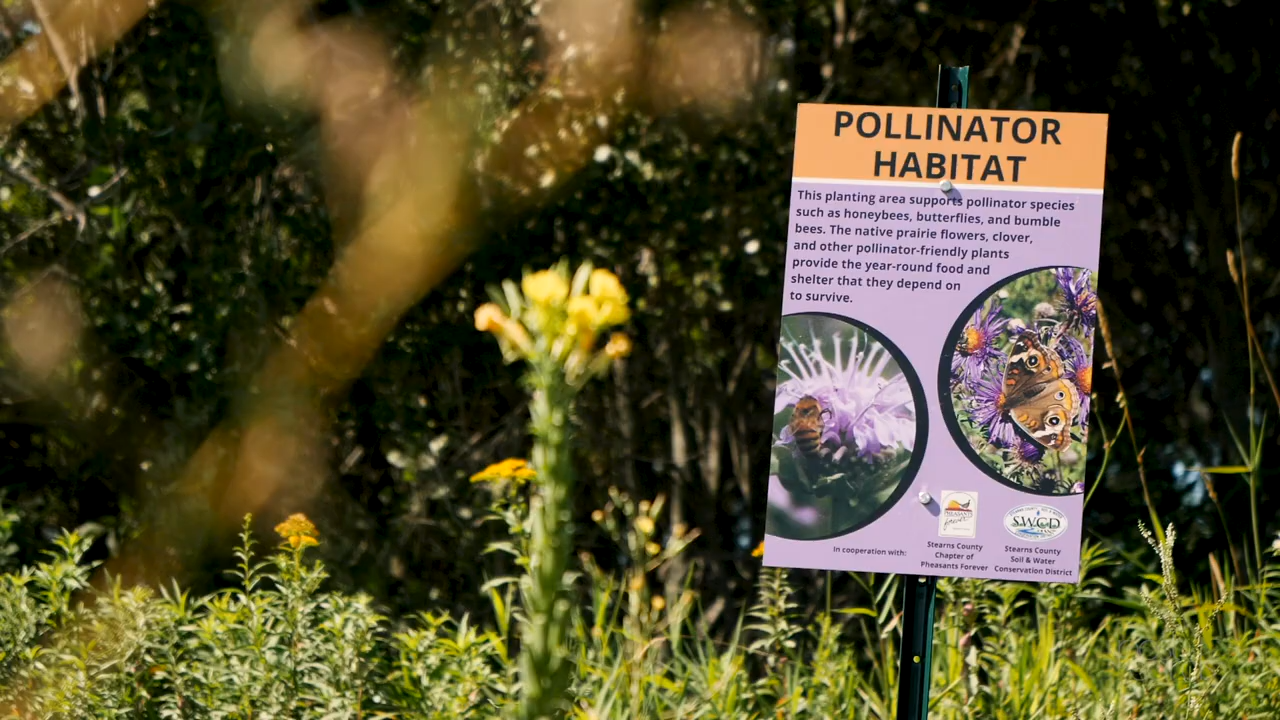 POLLINATOR
HABITAT
This planting area supports pollinator species
such as honeybees, butterflies, and bumble
bees. The native prairie flowers, clover,
and other pollinator-friendly plants
provide the year-round food and
shelter that they depend on
to survive.
PHEASANTS
forever
SWCD
In cooperation with:
Stearns County
Chapter of
Pheasants Forever
Stearns County
Soil & Water
Conservation District